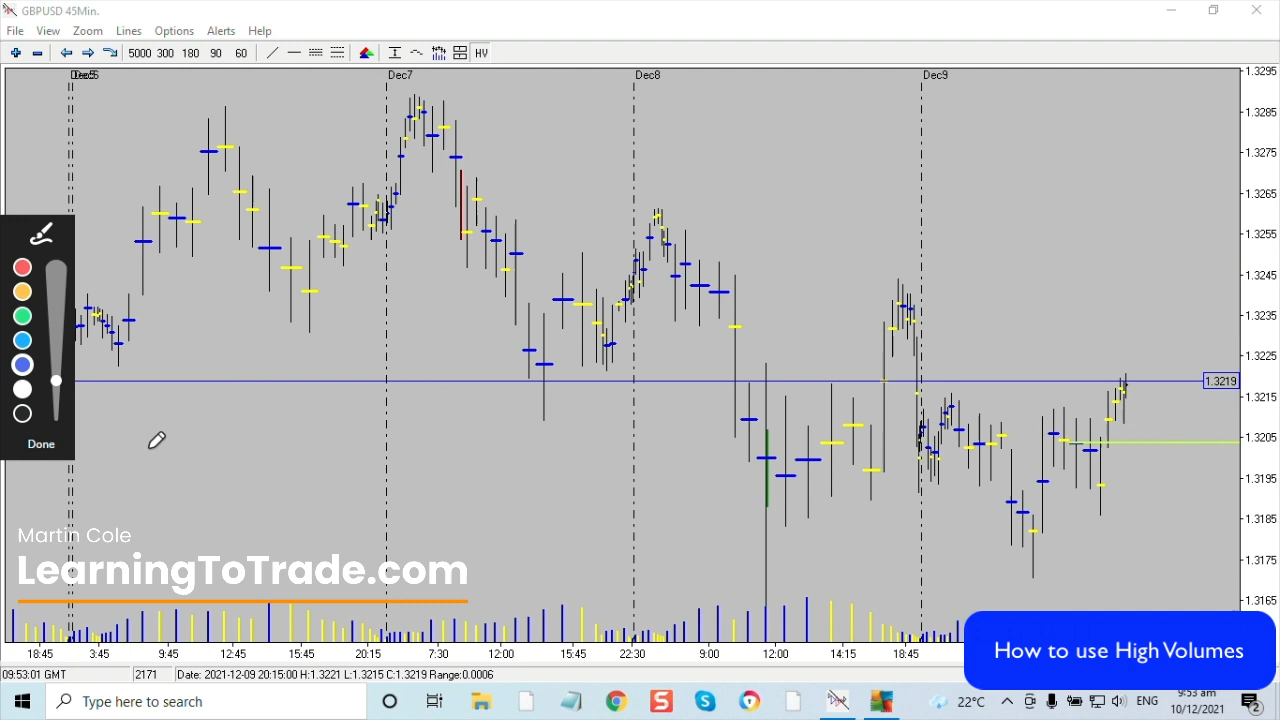 GBPUSD 45Min.
File View Zoom Options Lines Alerts Help
5000 300 180 90 60 HV
Dec6 Dec7 Dec8 Dec9
1.3295
1.3285
1.3275
1.3265
1.3255
1.3245
1.3235
1.3225
1.3219
1.3215
1.3205
1.3195
1.3185
1.3175
1.3165
Done
Martin Cole
LearningToTrade.com
How to use High Volumes
18:45 3:45 9:45 12:45 15:45 20:15 7:30 12:00 15:45 22:30 9:00 12:00 14:15 18:45
09:53:01 GMT 2171 Date: 2021-12-09 20:15:00 H:1.3221 L:1.3215 C:1.3219 Range:0.0006
Type here to search
22°C ENG
9:53 am
10/12/2021
2